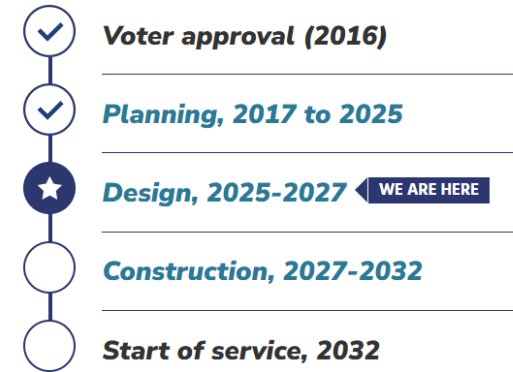 Voter approval (2016)
Planning, 2017 to 2025
Design, 2025-2027 WE ARE HERE
Construction, 2027-2032
Start of service, 2032